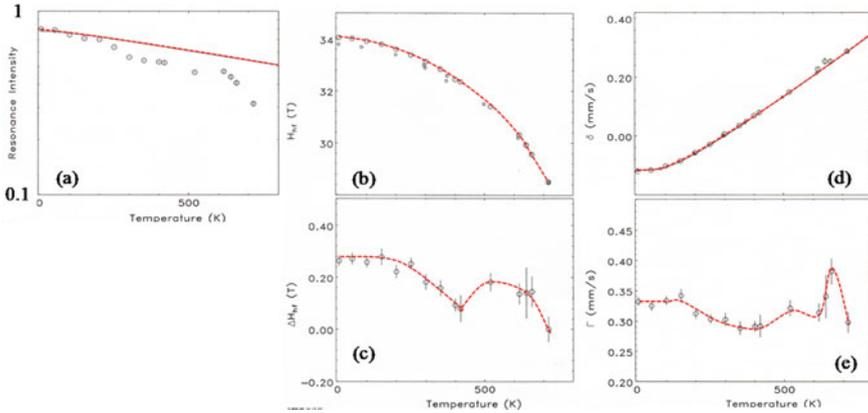 1
Resonance Intensity
(a)
0.1
0
500
Temperature (K)
34
32
30
H_hf (T)
(b)
0.40
0.20
0.00
δ (mm/s)
(d)
0.40
0.20
0.00
−0.20
ΔH_hf (T)
(c)
0
500
Temperature (K)
0.50
0.45
0.40
0.35
0.30
0.25
0.20
Γ (mm/s)
(e)
0
500
Temperature (K)